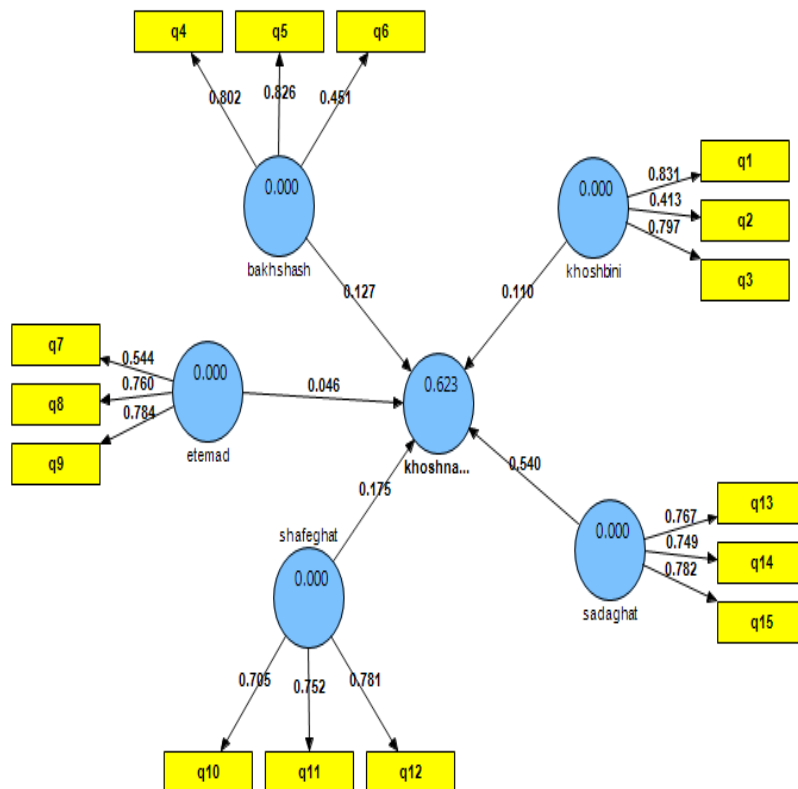 q4 q5 q6
0.802 0.826 0.451
0.000
bakhshash
0.127
q1
q2
q3
0.831
0.413
0.797
0.000
khoshbini
0.110
q7
q8
q9
0.544
0.760
0.784
0.000
etemad
0.046
0.623
khoshna...
shafeghat
0.000
0.175
0.705 0.752 0.781
q10 q11 q12
0.540
0.000
sadaghat
0.767
0.749
0.782
q13
q14
q15